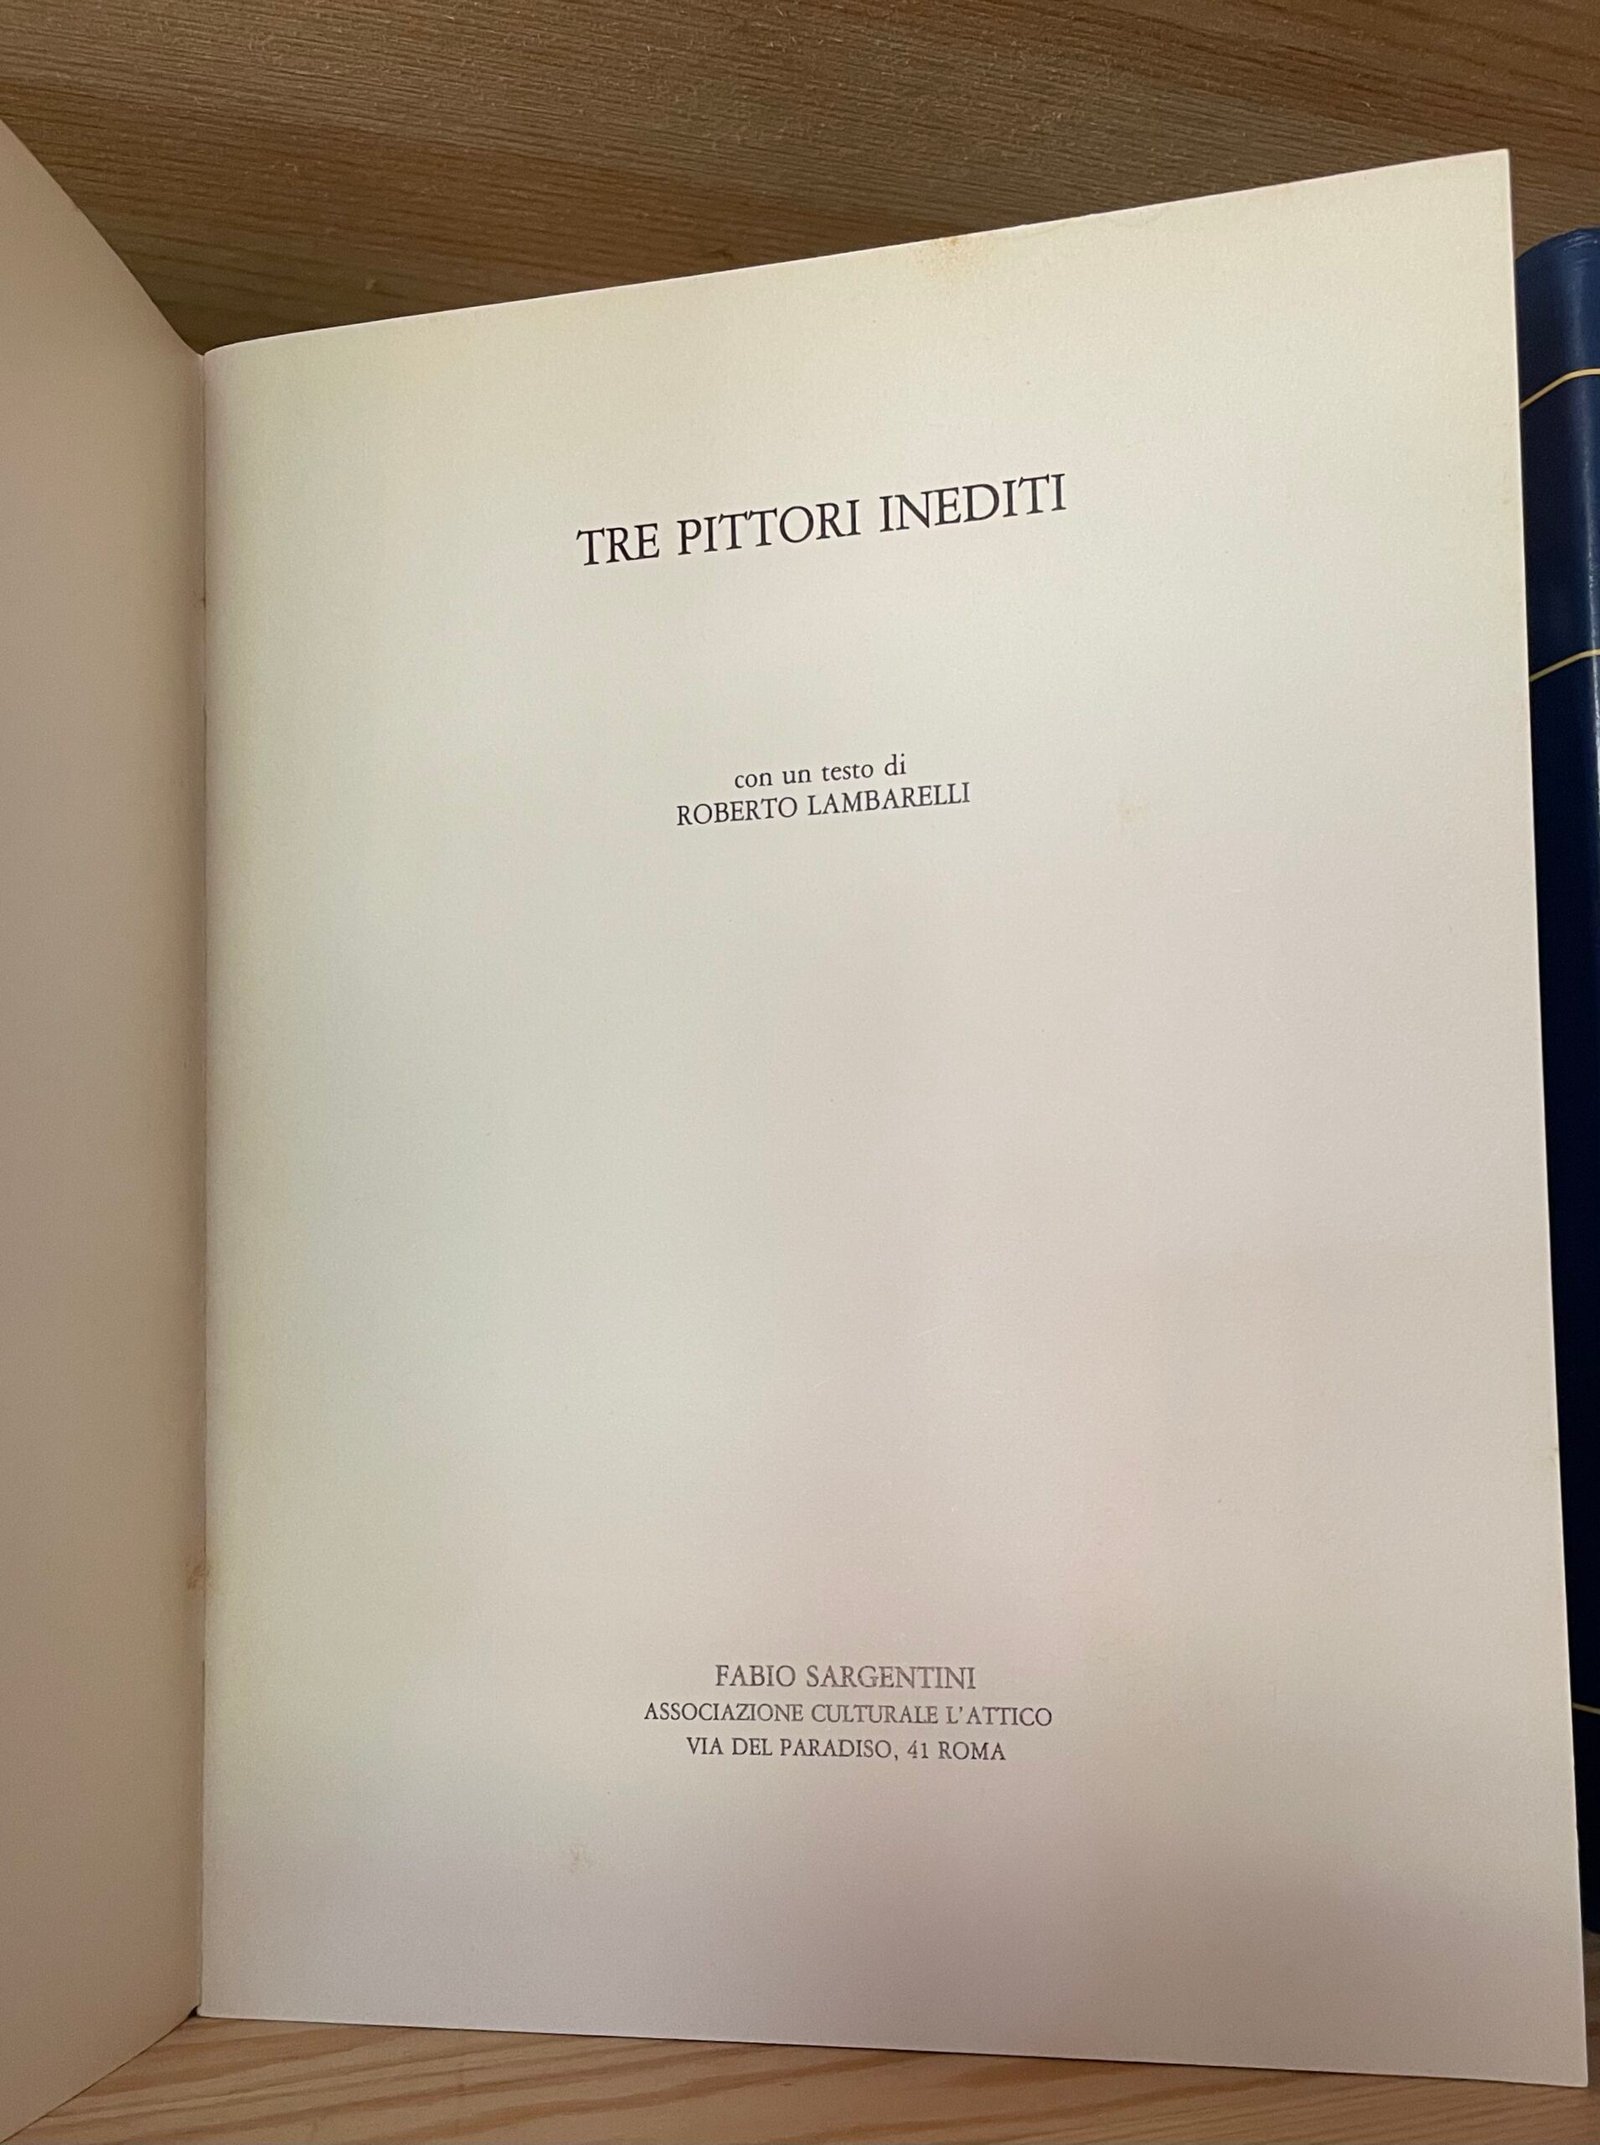 TRE PITTORI INEDITI
con un testo di
ROBERTO LAMBARELLI
FABIO SARGENTINI
ASSOCIAZIONE CULTURALE L'ATTICO
VIA DEL PARADISO, 41 ROMA